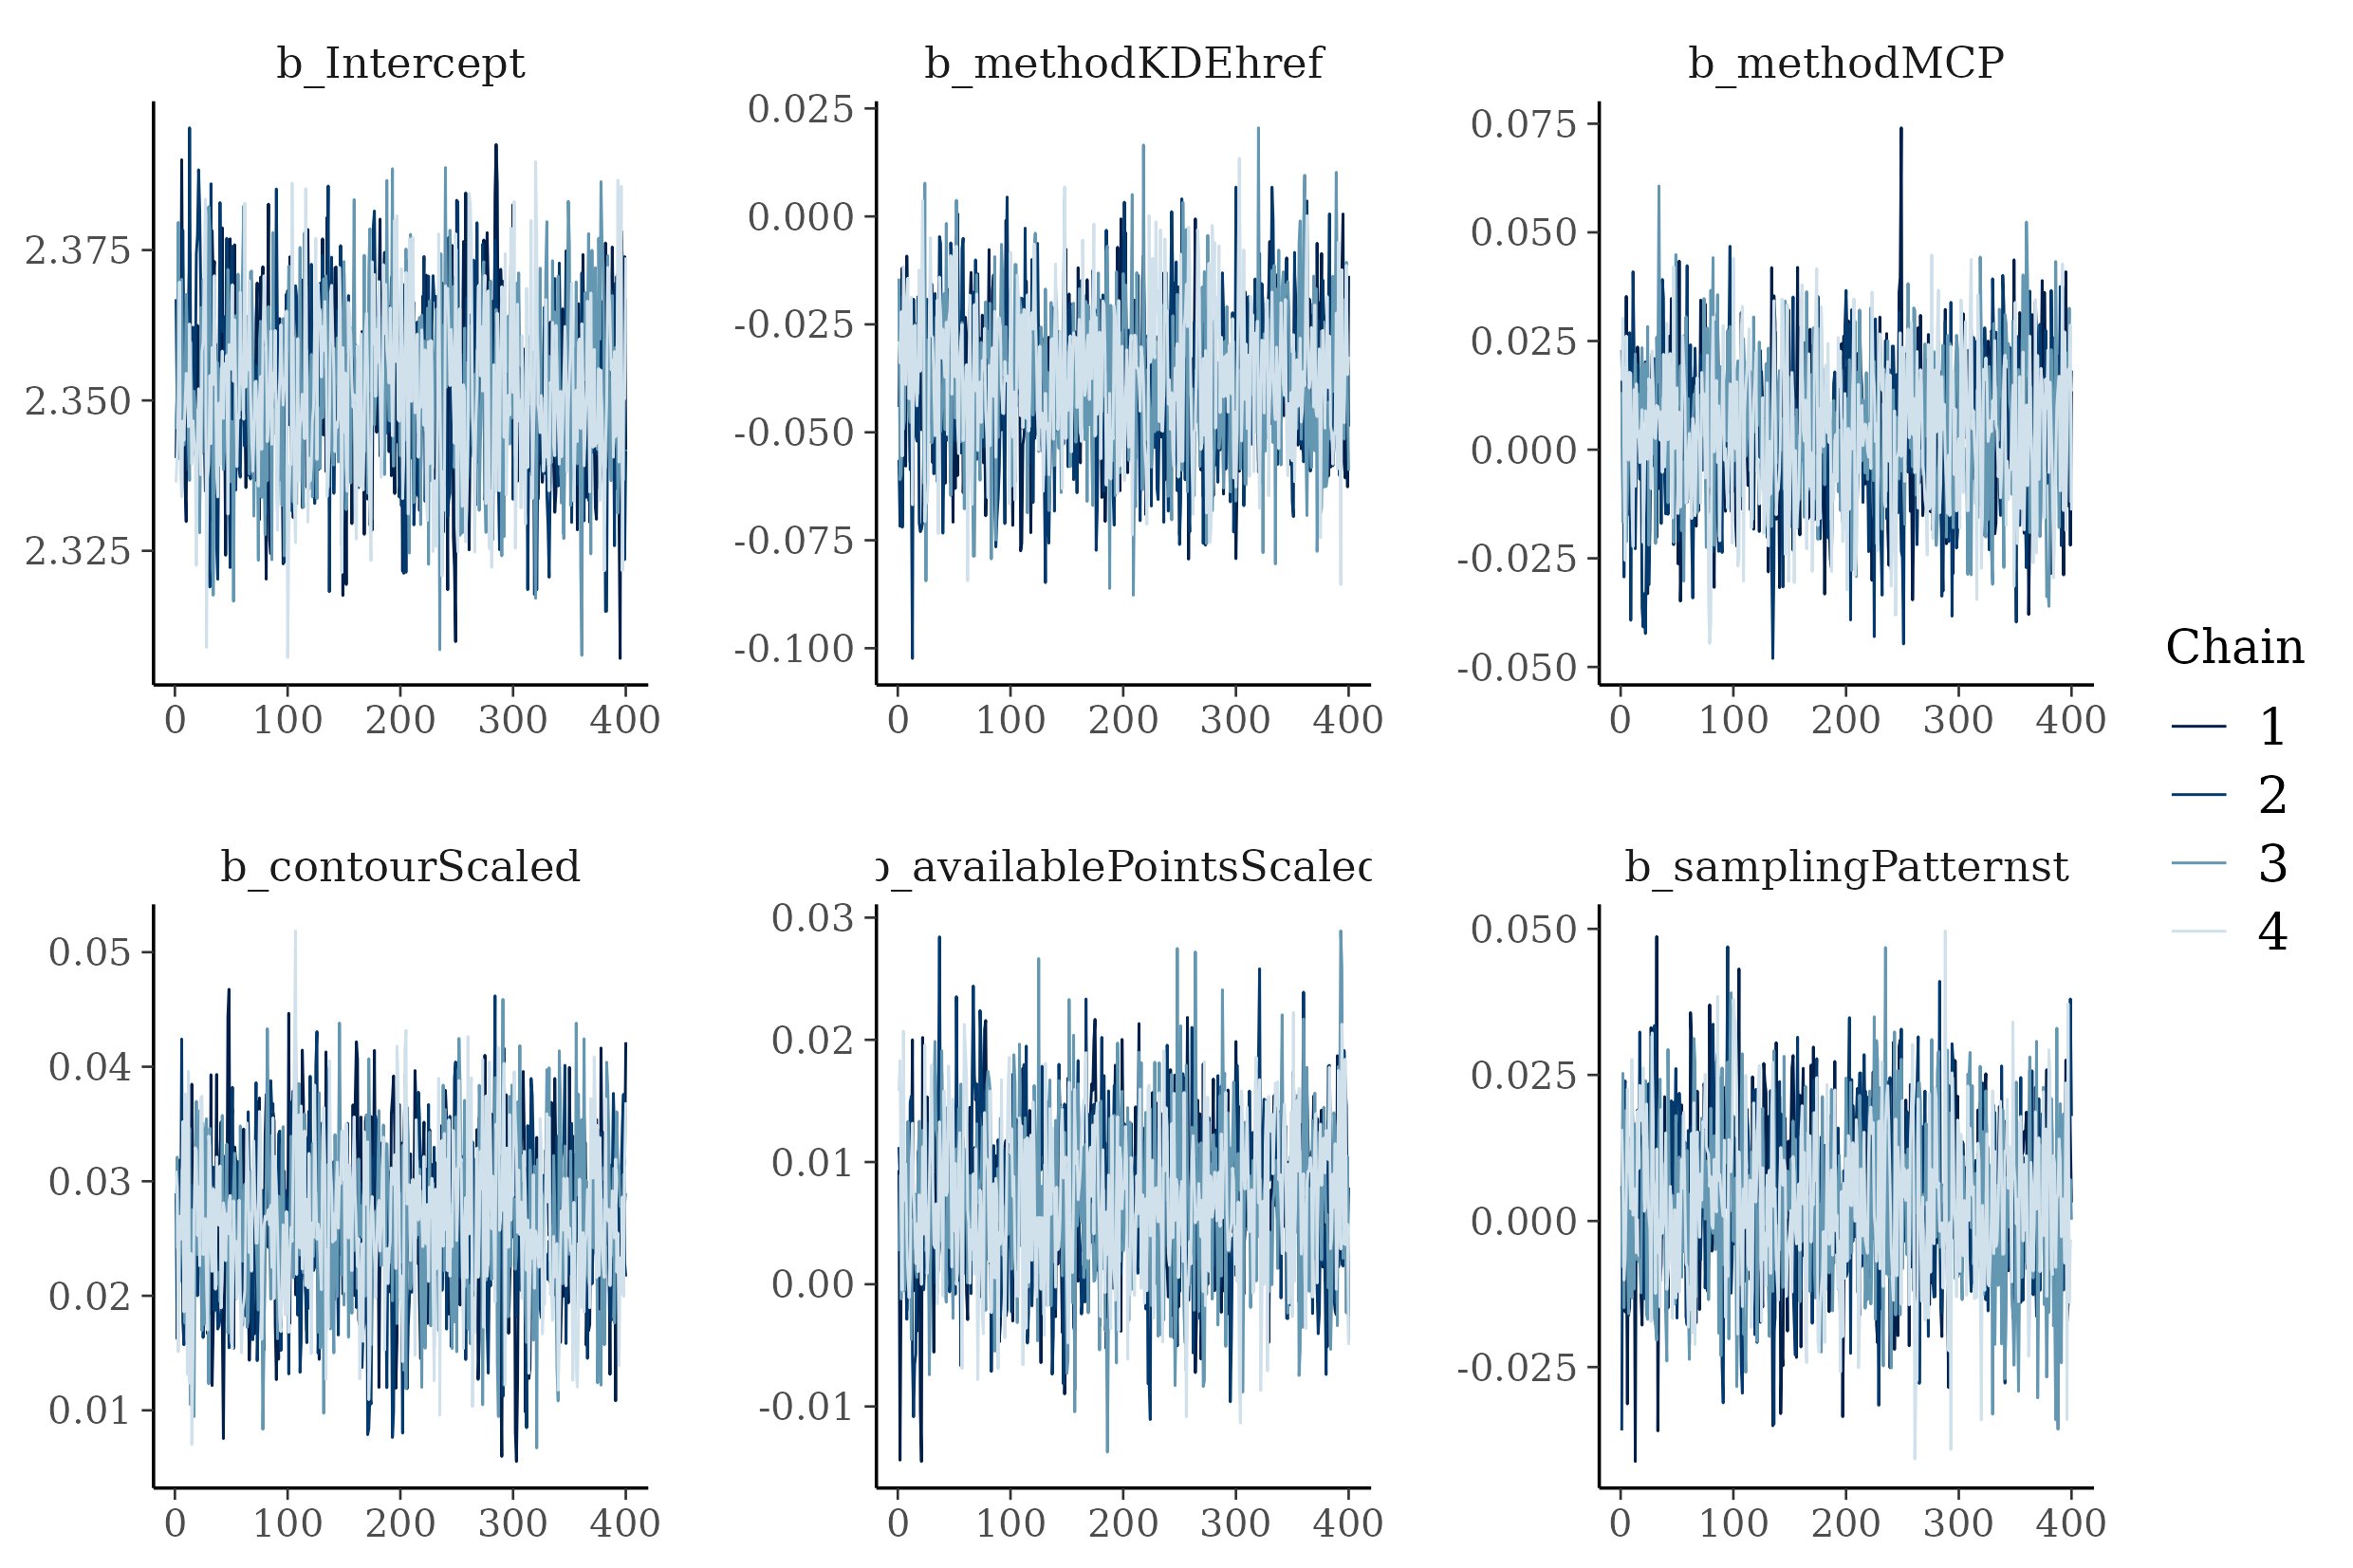 b_Intercept b_methodKDEhref b_methodMCP
0.025 0.000 -0.025 -0.050 -0.075 -0.100
2.375 2.350 2.325
0.075 0.050 0.025 0.000 -0.025 -0.050
0 100 200 300 400 0 100 200 300 400 0 100 200 300 400
b_contourScaled b_availablePointsScaled b_samplingPatternst
0.05 0.04 0.03 0.02 0.01
0.03 0.02 0.01 0.00 -0.01
0.050 0.025 0.000 -0.025
0 100 200 300 400 0 100 200 300 400 0 100 200 300 400
Chain
1
2
3
4